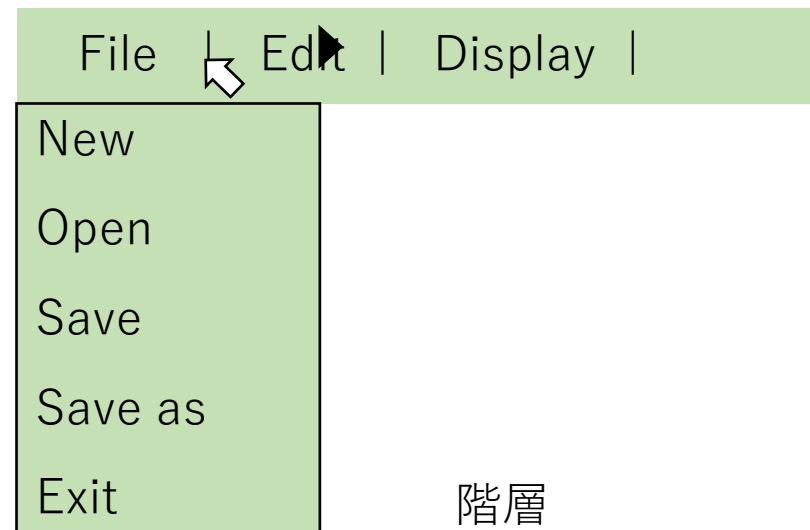 File | Edit | Display |
New
Open
Save
Save as
Exit
階層